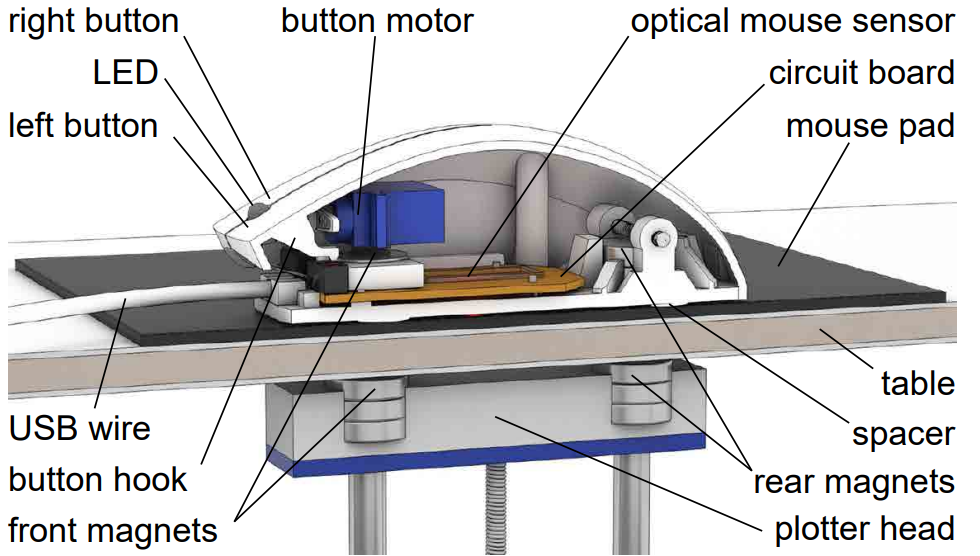 right button
button motor
optical mouse sensor
LED
circuit board
left button
mouse pad
table
USB wire
spacer
button hook
rear magnets
front magnets
plotter head